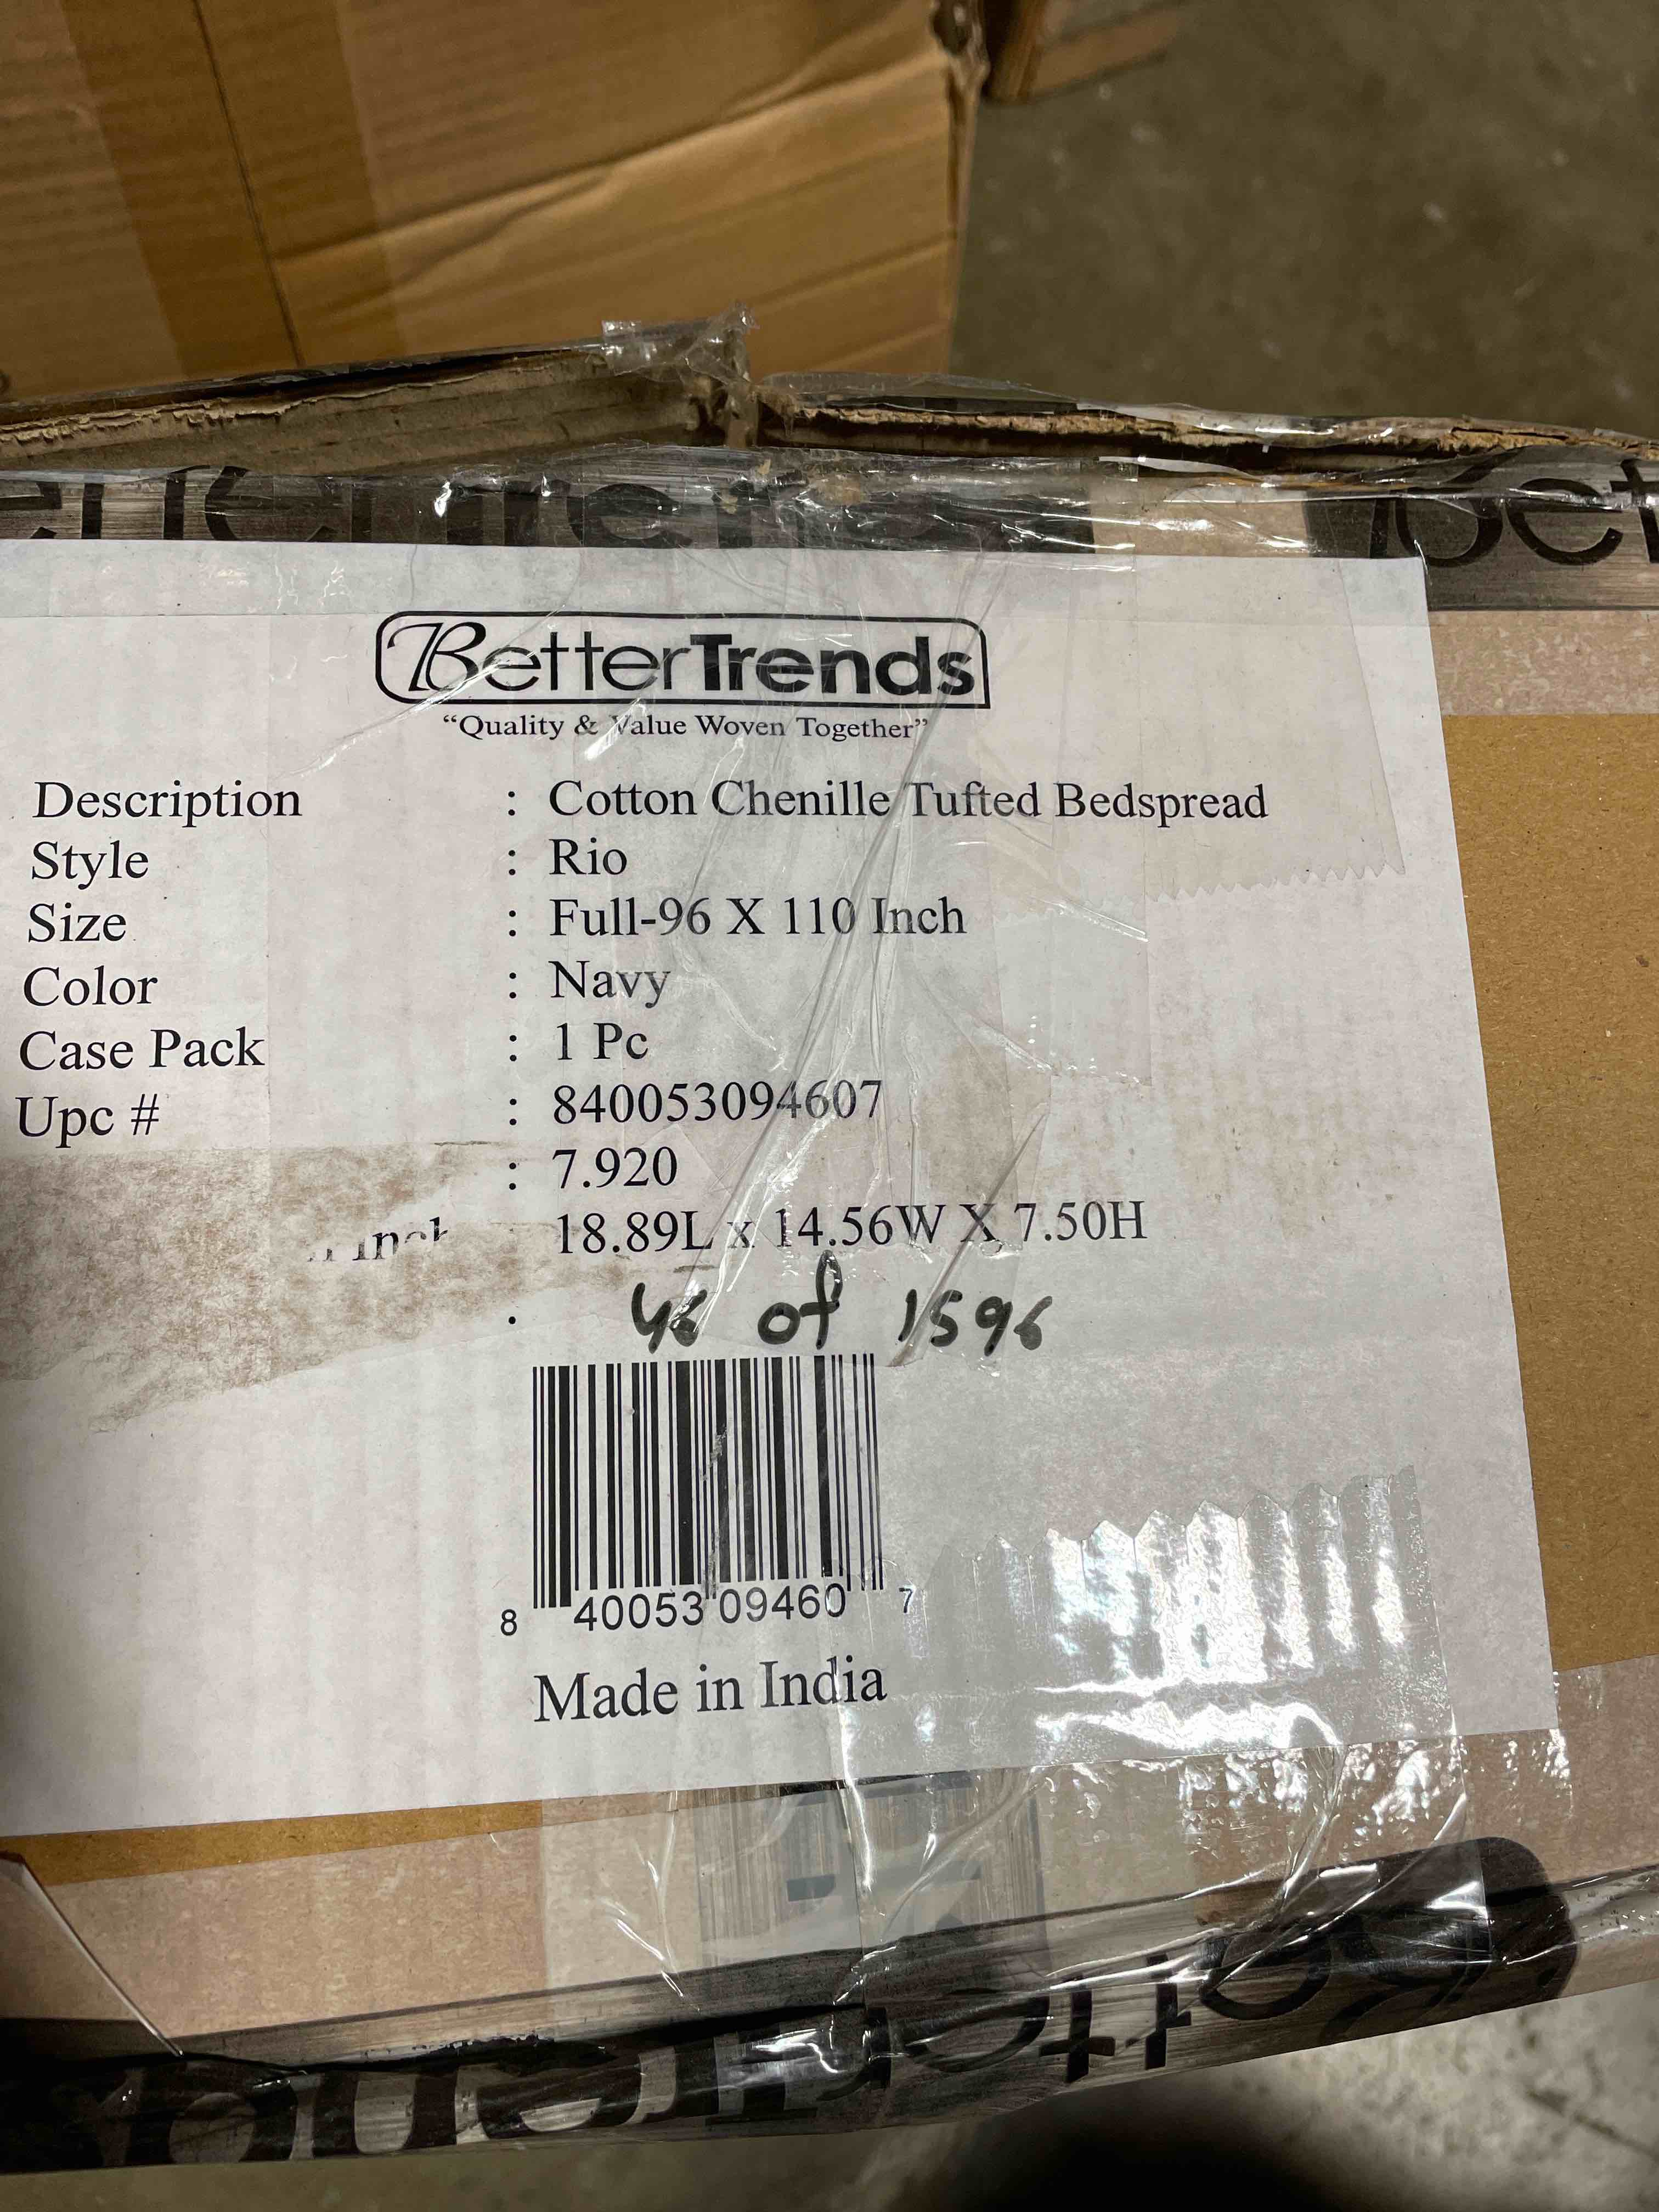 BetterTrends
“Quality & Value Woven Together”
Description : Cotton Chenille Tufted Bedspread
Style : Rio
Size : Full-96 X 110 Inch
Color : Navy
Case Pack : 1 Pc
Upc # : 840053094607
: 7.920
Inch : 18.89L x 14.56W X 7.50H
: 46 of 1596
8 40053 09460 7
Made in India